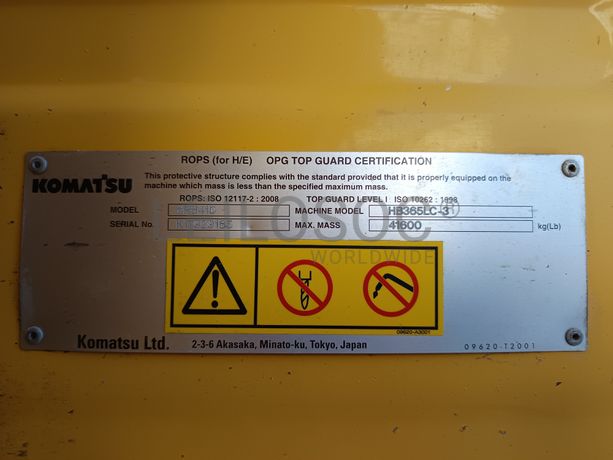 ROPS (for H/E) OPG TOP GUARD CERTIFICATION
KOMATSU
This protective structure complies with the standard provided that it is properly equipped on the
machine which mass is less than the specified maximum mass.
ROPS: ISO 12117-2 : 2008 TOP GUARD LEVEL I ISO 10262 : 1998
MODEL MACHINE MODEL HB365LC-3
SERIAL No. MAX. MASS 41600 kg(Lb)
WORLDWIDE
09620-A3001
Komatsu Ltd. 2-3-6 Akasaka, Minato-ku, Tokyo, Japan
09620-T2001